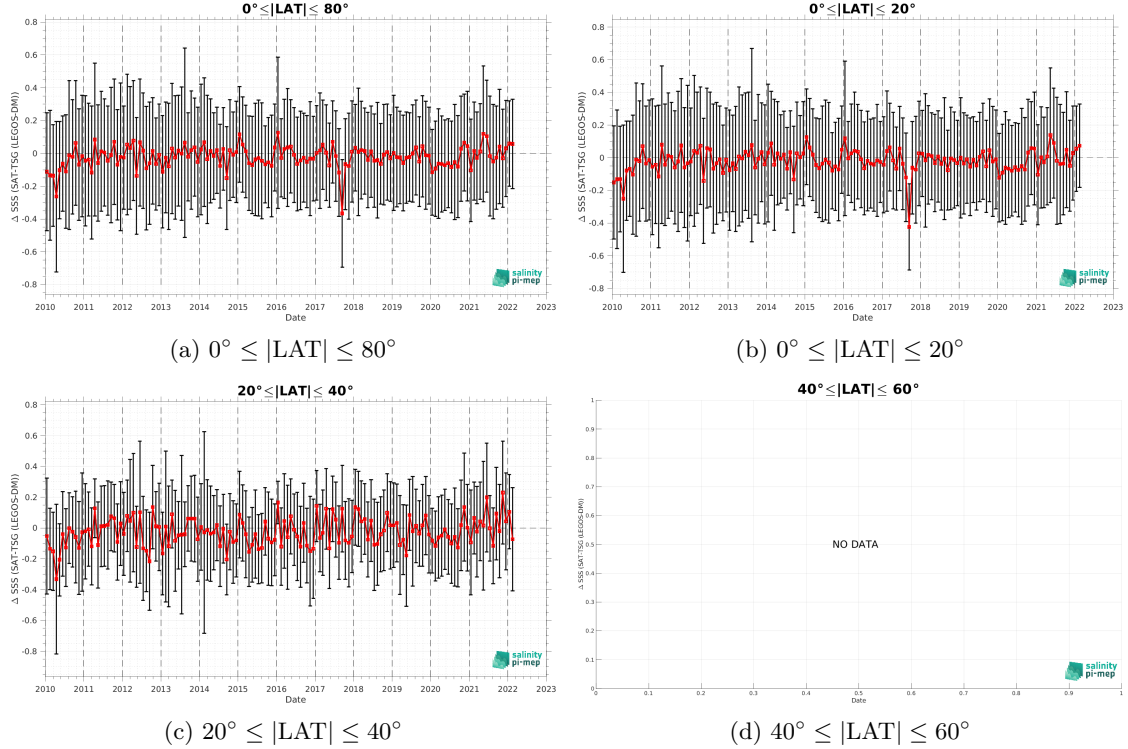 0°≤|LAT|≤ 80°
Δ SSS (SAT-TSG (LEGOS-DM))
0.8
0.6
0.4
0.2
0
-0.2
-0.4
-0.6
-0.8
2010 2011 2012 2013 2014 2015 2016 2017 2018 2019 2020 2021 2022 2023
Date
salinity
pi-mep
(a) 0° ≤ |LAT| ≤ 80°
0°≤|LAT|≤ 20°
Δ SSS (SAT-TSG (LEGOS-DM))
0.8
0.6
0.4
0.2
0
-0.2
-0.4
-0.6
-0.8
2010 2011 2012 2013 2014 2015 2016 2017 2018 2019 2020 2021 2022 2023
Date
salinity
pi-mep
(b) 0° ≤ |LAT| ≤ 20°
20°≤|LAT|≤ 40°
Δ SSS (SAT-TSG (LEGOS-DM))
0.8
0.6
0.4
0.2
0
-0.2
-0.4
-0.6
-0.8
2010 2011 2012 2013 2014 2015 2016 2017 2018 2019 2020 2021 2022 2023
Date
salinity
pi-mep
(c) 20° ≤ |LAT| ≤ 40°
40°≤|LAT|≤ 60°
Δ SSS (SAT-TSG (LEGOS-DM))
1
0.9
0.8
0.7
0.6
0.5
0.4
0.3
0.2
0.1
0
NO DATA
0 0.1 0.2 0.3 0.4 0.5 0.6 0.7 0.8 0.9 1
Date
salinity
pi-mep
(d) 40° ≤ |LAT| ≤ 60°